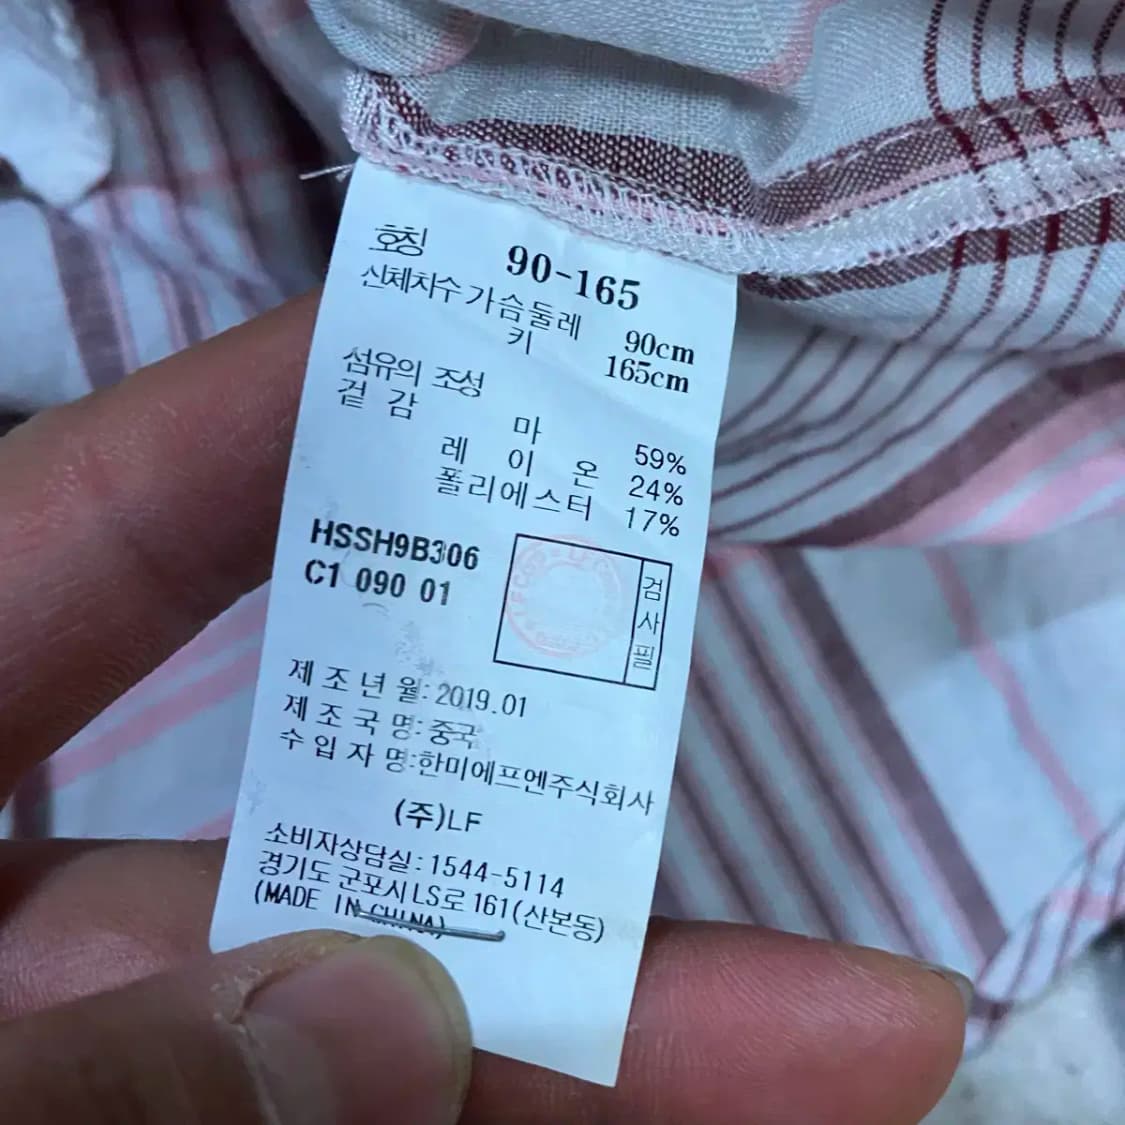 호칭 90-165
신체치수 가슴둘레 90cm
키 165cm
섬유의 조성
겉 감
마 59%
레 이 온 24%
폴리에스터 17%
HSSH9B306
C1 090 01
검사필
제 조 년 월: 2019.01
제 조 국 명: 중국
수 입 자 명:한미에프엔주식회사
(주)LF
소비자상담실: 1544-5114
경기도 군포시 LS로 161(산본동)
(MADE IN CHINA)